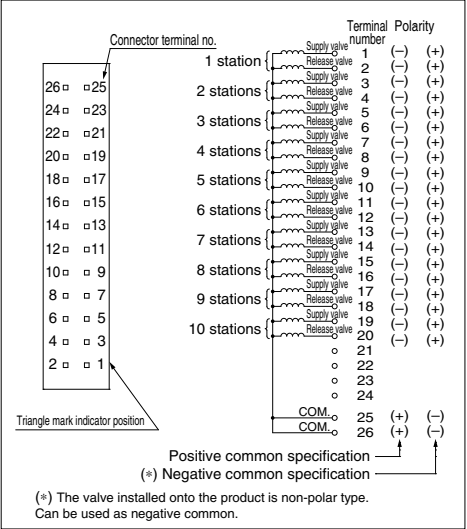 Connector terminal no.
26 25
24 23
22 21
20 19
18 17
16 15
14 13
12 11
10 9
8 7
6 5
4 3
2 1
Triangle mark indicator position
Terminal number Polarity
1 station Supply valve 1 (−) (+)
Release valve 2 (−) (+)
2 stations Supply valve 3 (−) (+)
Release valve 4 (−) (+)
3 stations Supply valve 5 (−) (+)
Release valve 6 (−) (+)
4 stations Supply valve 7 (−) (+)
Release valve 8 (−) (+)
5 stations Supply valve 9 (−) (+)
Release valve 10 (−) (+)
6 stations Supply valve 11 (−) (+)
Release valve 12 (−) (+)
7 stations Supply valve 13 (−) (+)
Release valve 14 (−) (+)
8 stations Supply valve 15 (−) (+)
Release valve 16 (−) (+)
9 stations Supply valve 17 (−) (+)
Release valve 18 (−) (+)
10 stations Supply valve 19 (−) (+)
Release valve 20 (−) (+)
21
22
23
24
COM. 25 (+) (−)
COM. 26 (+) (−)
Positive common specification
(*) Negative common specification
(*) The valve installed onto the product is non-polar type.
Can be used as negative common.